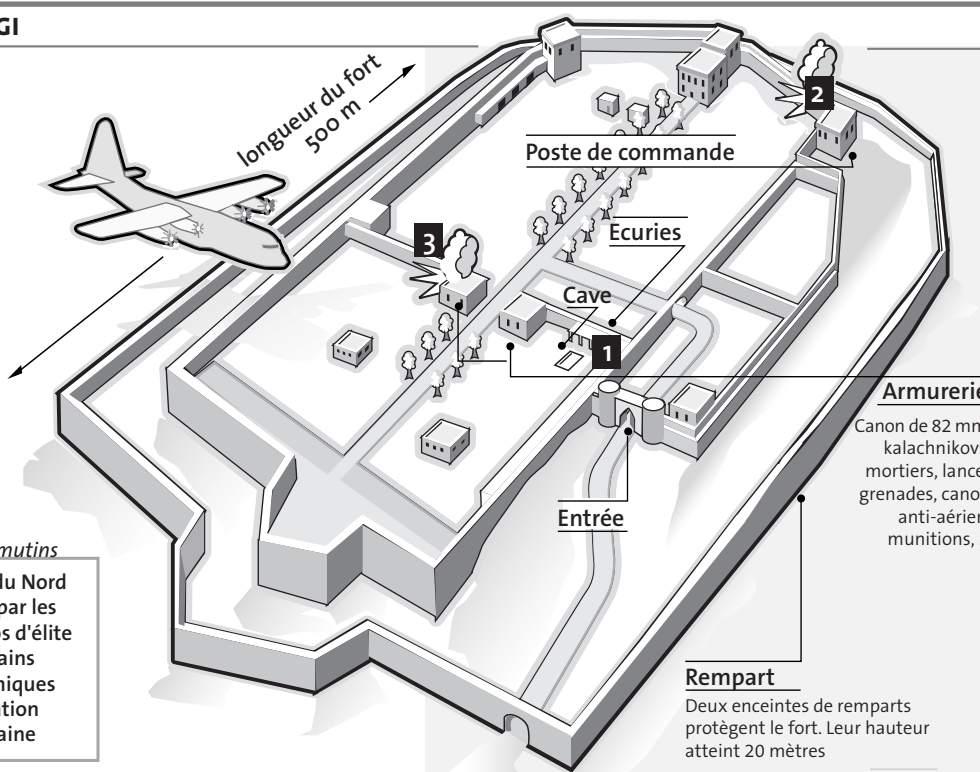 GI
longueur du fort
500 m
2
Poste de commande
3
Ecuries
Cave
1
Armurerie
Canon de 82 mm
kalachnikov
mortiers, lance
grenades, cano
anti-aérien
munitions,
Entrée
mutins
du Nord
par les
s d'élite
ains
niques
ation
aine
Rempart
Deux enceintes de remparts
protègent le fort. Leur hauteur
atteint 20 mètres